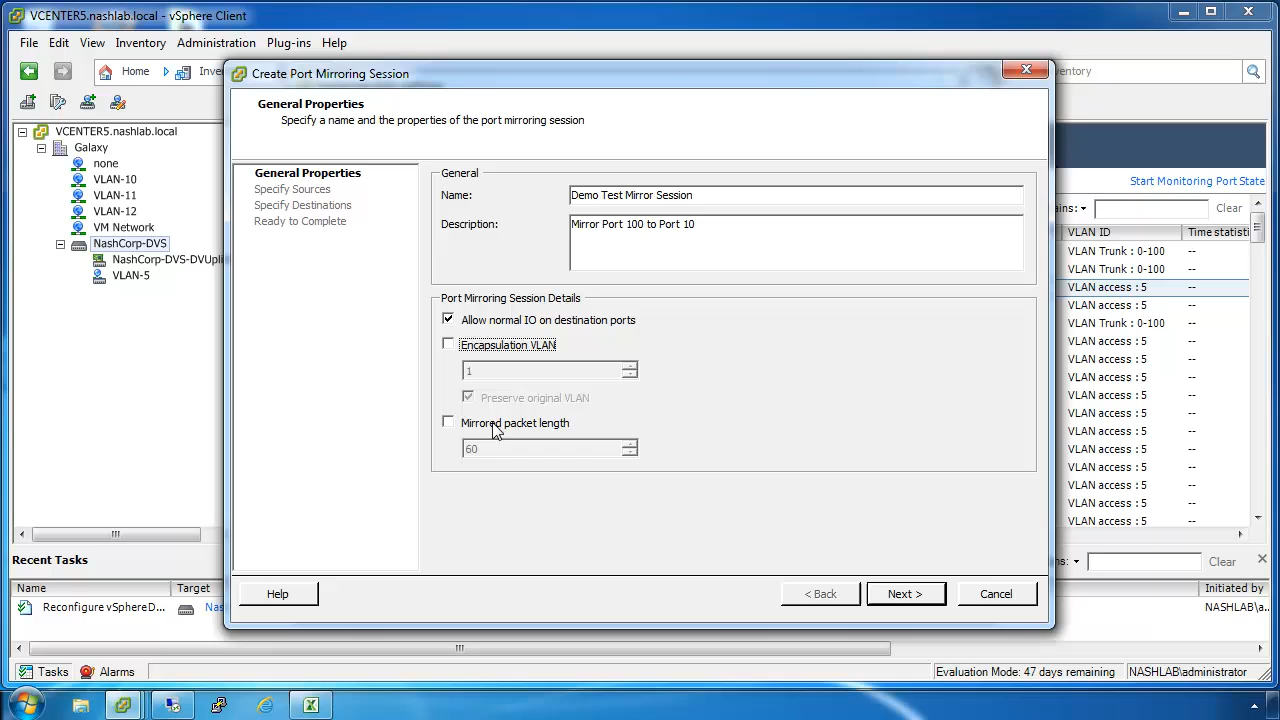 VCENTER5.nashlab.local - vSphere Client
File Edit View Inventory Administration Plug-ins Help
Home
Create Port Mirroring Session
General Properties
Specify a name and the properties of the port mirroring session
VCENTER5.nashlab.local
Galaxy
none
VLAN-10
VLAN-11
VLAN-12
VM Network
NashCorp-DVS
NashCorp-DVS-DVUpli
VLAN-5
General Properties
Specify Sources
Specify Destinations
Ready to Complete
General
Name: Demo Test Mirror Session
Description: Mirror Port 100 to Port 10
Port Mirroring Session Details
Allow normal IO on destination ports
Encapsulation VLAN
1
Preserve original VLAN
Mirrored packet length
60
Help < Back Next > Cancel
Start Monitoring Port State
Clear
VLAN ID Time statisti
VLAN Trunk : 0-100 --
VLAN Trunk : 0-100 --
VLAN access : 5 --
VLAN access : 5 --
VLAN Trunk : 0-100 --
VLAN access : 5 --
VLAN access : 5 --
VLAN access : 5 --
VLAN access : 5 --
VLAN access : 5 --
VLAN access : 5 --
VLAN access : 5 --
VLAN access : 5 --
VLAN access : 5 --
VLAN access : 5 --
VLAN access : 5 --
Recent Tasks
Clear
Name Target Initiated by
Reconfigure vSphereD... Nas NASHLAB\a..
Tasks Alarms Evaluation Mode: 47 days remaining NASHLAB\administrator